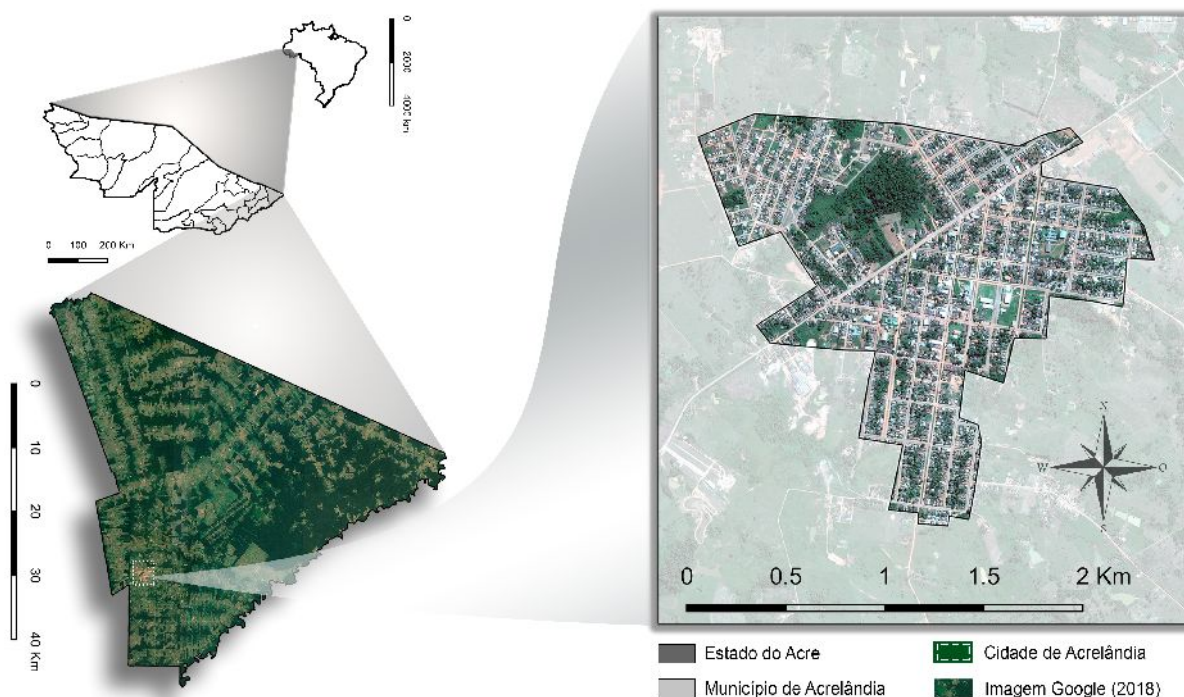 0
2000
4000 km
0 100 200 Km
0
10
20
30
40 Km
N
W
O
S
0 0.5 1 1.5 2 Km
Estado do Acre
Cidade de Acrelândia
Município de Acrelândia
Imagem Google (2018)